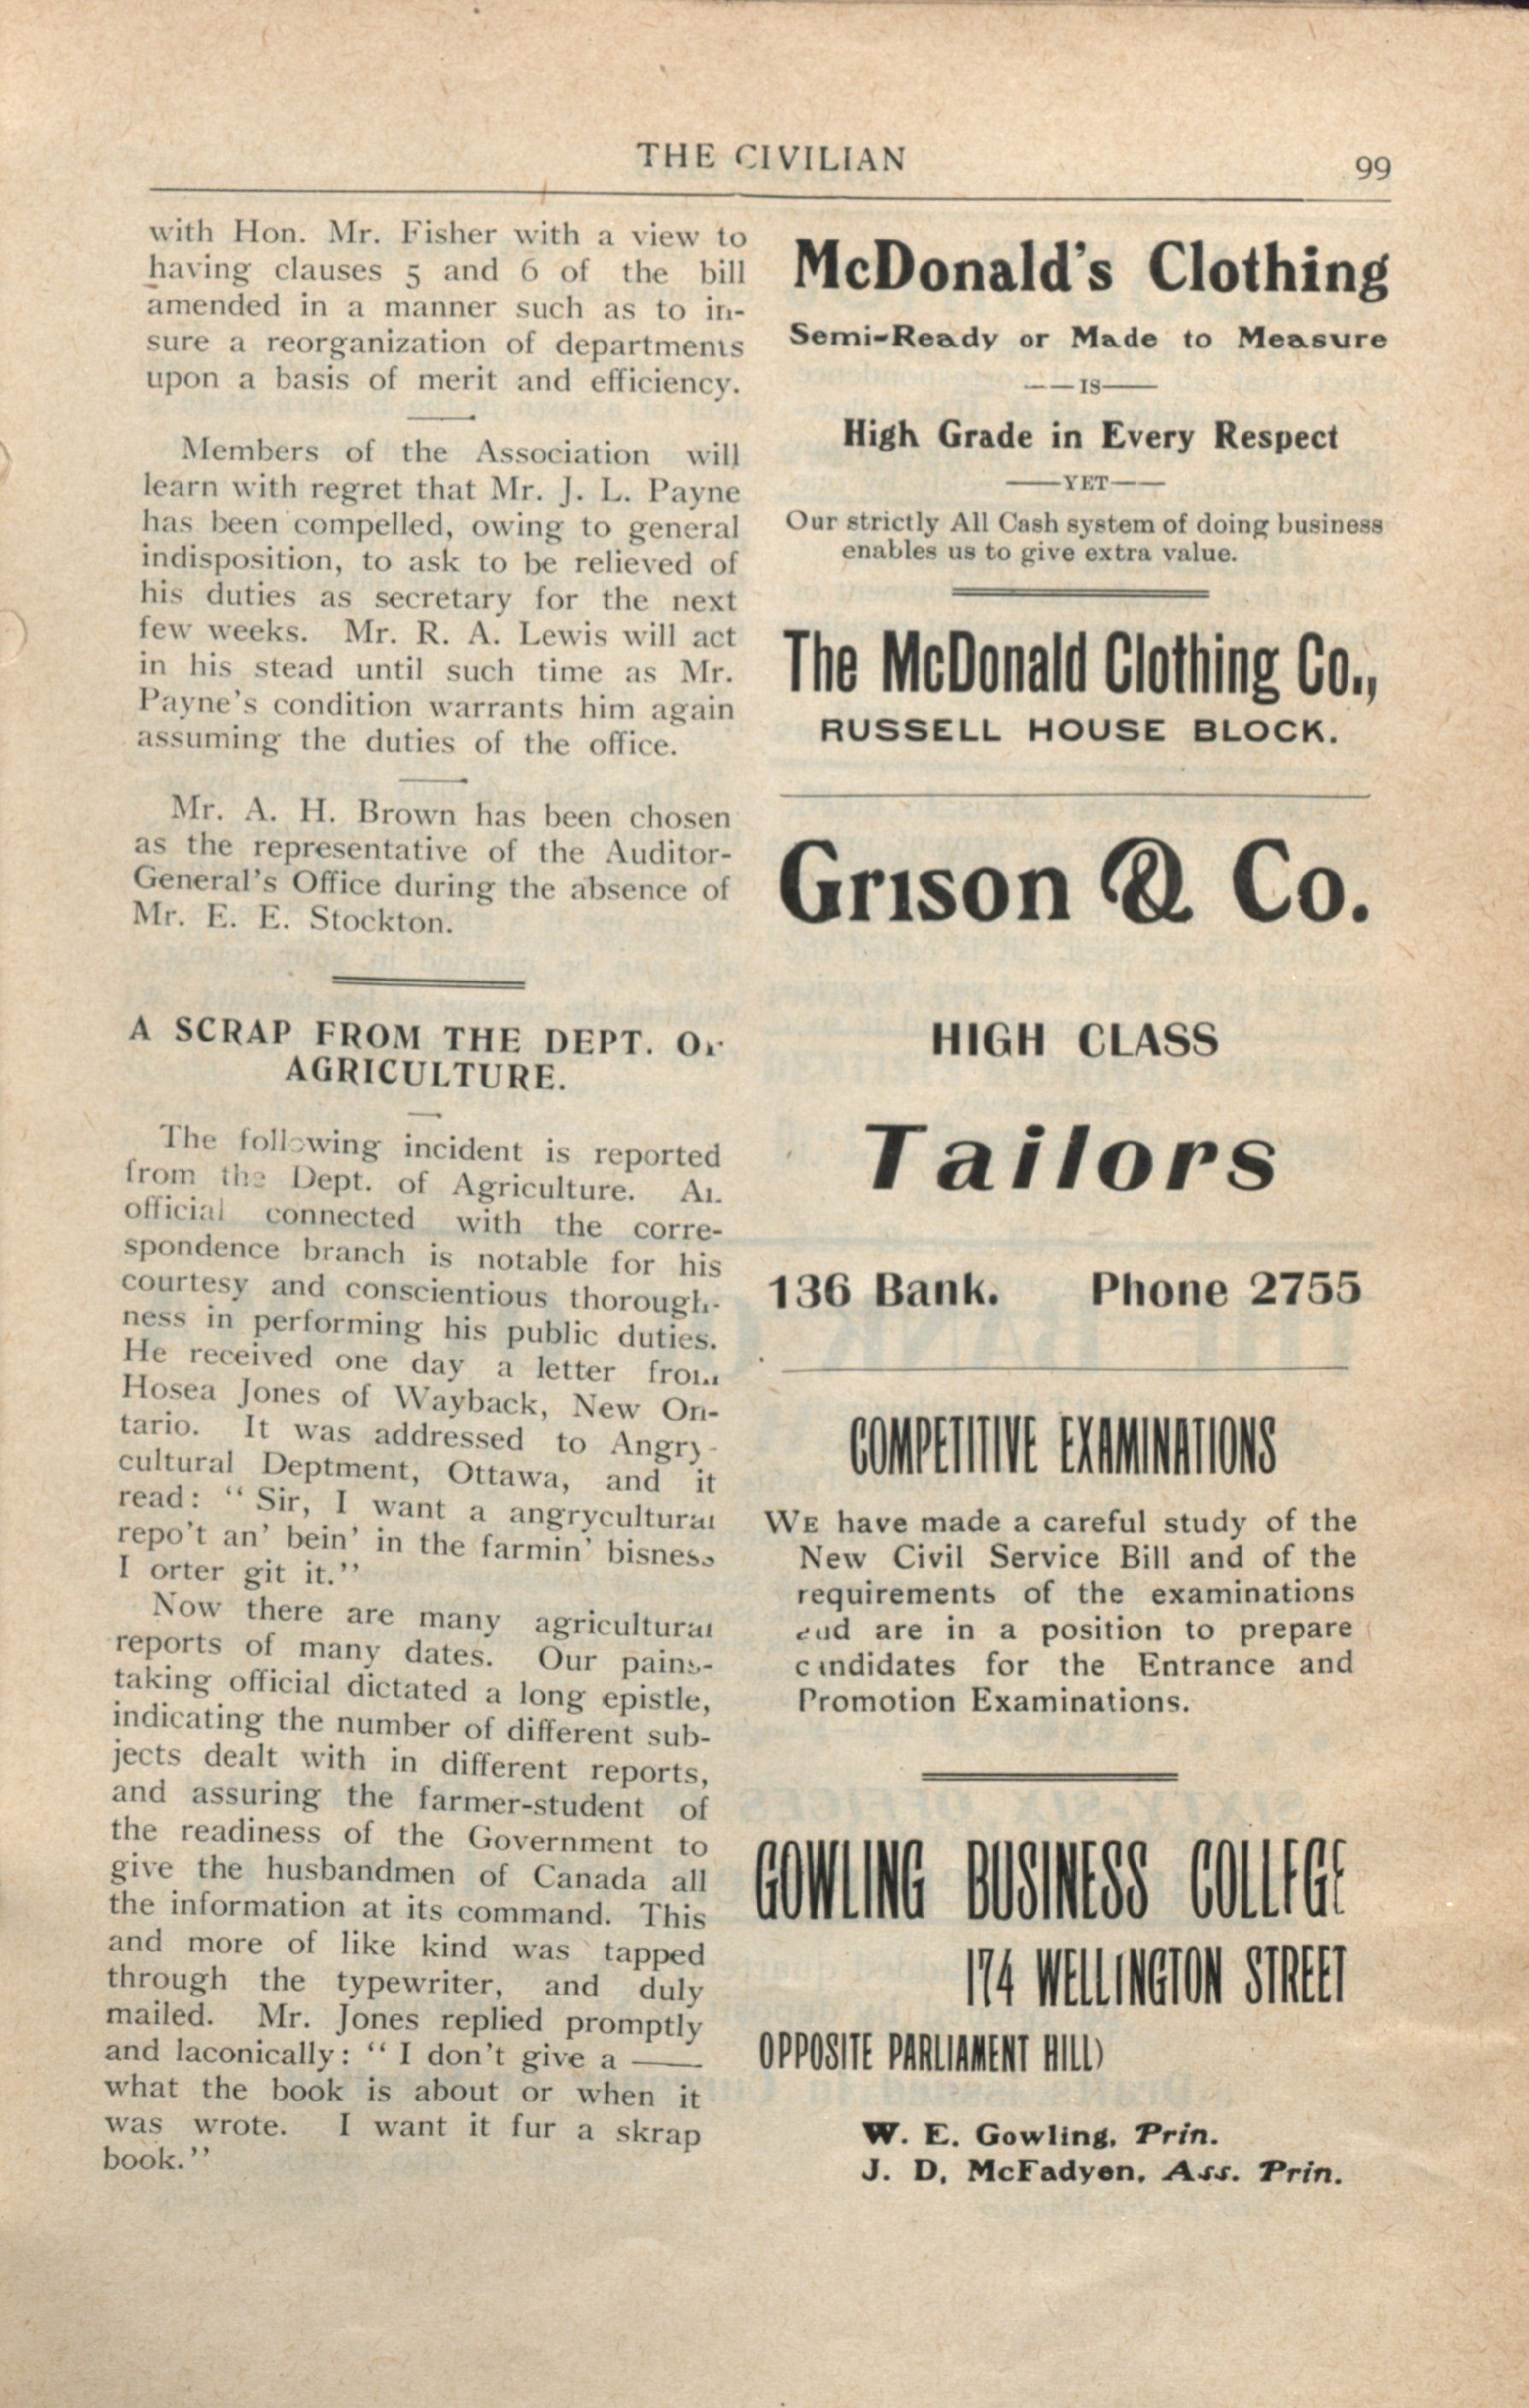 THE CIVILIAN
99
with Hon. Mr. Fisher with a view to
having clauses 5 and 6 of the bill
amended in a manner such as to in-
sure a reorganization of departments
upon a basis of merit and efficiency.
Members of the Association will
learn with regret that Mr. J. L. Payne
has been compelled, owing to general
indisposition, to ask to be relieved of
his duties as secretary for the next
few weeks. Mr. R. A. Lewis will act
in his stead until such time as Mr.
Payne's condition warrants him again
assuming the duties of the office.
Mr. A. H. Brown has been chosen
as the representative of the Auditor-
General's Office during the absence of
Mr. E. E. Stockton.
A SCRAP FROM THE DEPT. OF
AGRICULTURE.
The following incident is reported
from the Dept. of Agriculture. An
official connected with the corre-
spondence branch is notable for his
courtesy and conscientious thorough-
ness in performing his public duties.
He received one day a letter from
Hosea Jones of Wayback, New On-
tario. It was addressed to Angry-
cultural Deptment, Ottawa, and it
read: "Sir, I want a angrycultural
repo't an' bein' in the farmin' bisness
I orter git it."
Now there are many agricultural
reports of many dates. Our pains-
taking official dictated a long epistle,
indicating the number of different sub-
jects dealt with in different reports,
and assuring the farmer-student of
the readiness of the Government to
give the husbandmen of Canada all
the information at its command. This
and more of like kind was tapped
through the typewriter, and duly
mailed. Mr. Jones replied promptly
and laconically: "I don't give a ——
what the book is about or when it
was wrote. I want it fur a skrap
book."
McDonald's Clothing
Semi-Ready or Made to Measure
——IS——
High Grade in Every Respect
——YET——
Our strictly All Cash system of doing business
enables us to give extra value.
The McDonald Clothing Co.,
RUSSELL HOUSE BLOCK.
Grison & Co.
HIGH CLASS
Tailors
136 Bank. Phone 2755
COMPETITIVE EXAMINATIONS
WE have made a careful study of the
New Civil Service Bill and of the
requirements of the examinations
and are in a position to prepare
candidates for the Entrance and
Promotion Examinations.
GOWLING BUSINESS COLLEGE
174 WELLINGTON STREET
OPPOSITE PARLIAMENT HILL)
W. E. Gowling, Prin.
J. D. McFadyen, Ass. Prin.